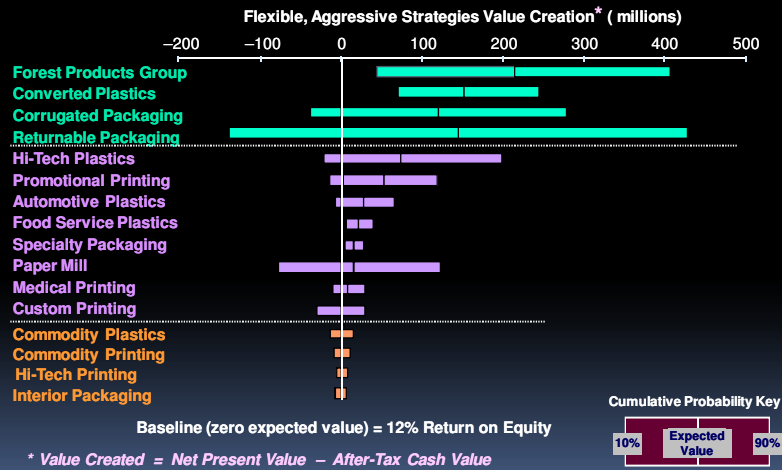 Flexible, Aggressive Strategies Value Creation* ( millions)
−200 −100 0 100 200 300 400 500
Forest Products Group
Converted Plastics
Corrugated Packaging
Returnable Packaging
Hi-Tech Plastics
Promotional Printing
Automotive Plastics
Food Service Plastics
Specialty Packaging
Paper Mill
Medical Printing
Custom Printing
Commodity Plastics
Commodity Printing
Hi-Tech Printing
Interior Packaging
Cumulative Probability Key
10% Expected Value 90%
Baseline (zero expected value) = 12% Return on Equity
* Value Created = Net Present Value − After-Tax Cash Value